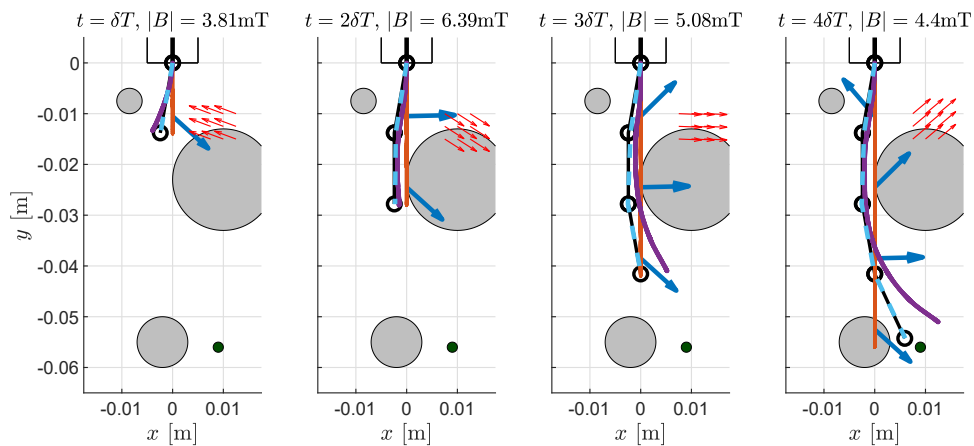 t = δT, |B| = 3.81mT
t = 2δT, |B| = 6.39mT
t = 3δT, |B| = 5.08mT
t = 4δT, |B| = 4.4mT
0
-0.01
-0.02
-0.03
-0.04
-0.05
-0.06
y [m]
-0.01 0 0.01
-0.01 0 0.01
-0.01 0 0.01
-0.01 0 0.01
x [m]
x [m]
x [m]
x [m]